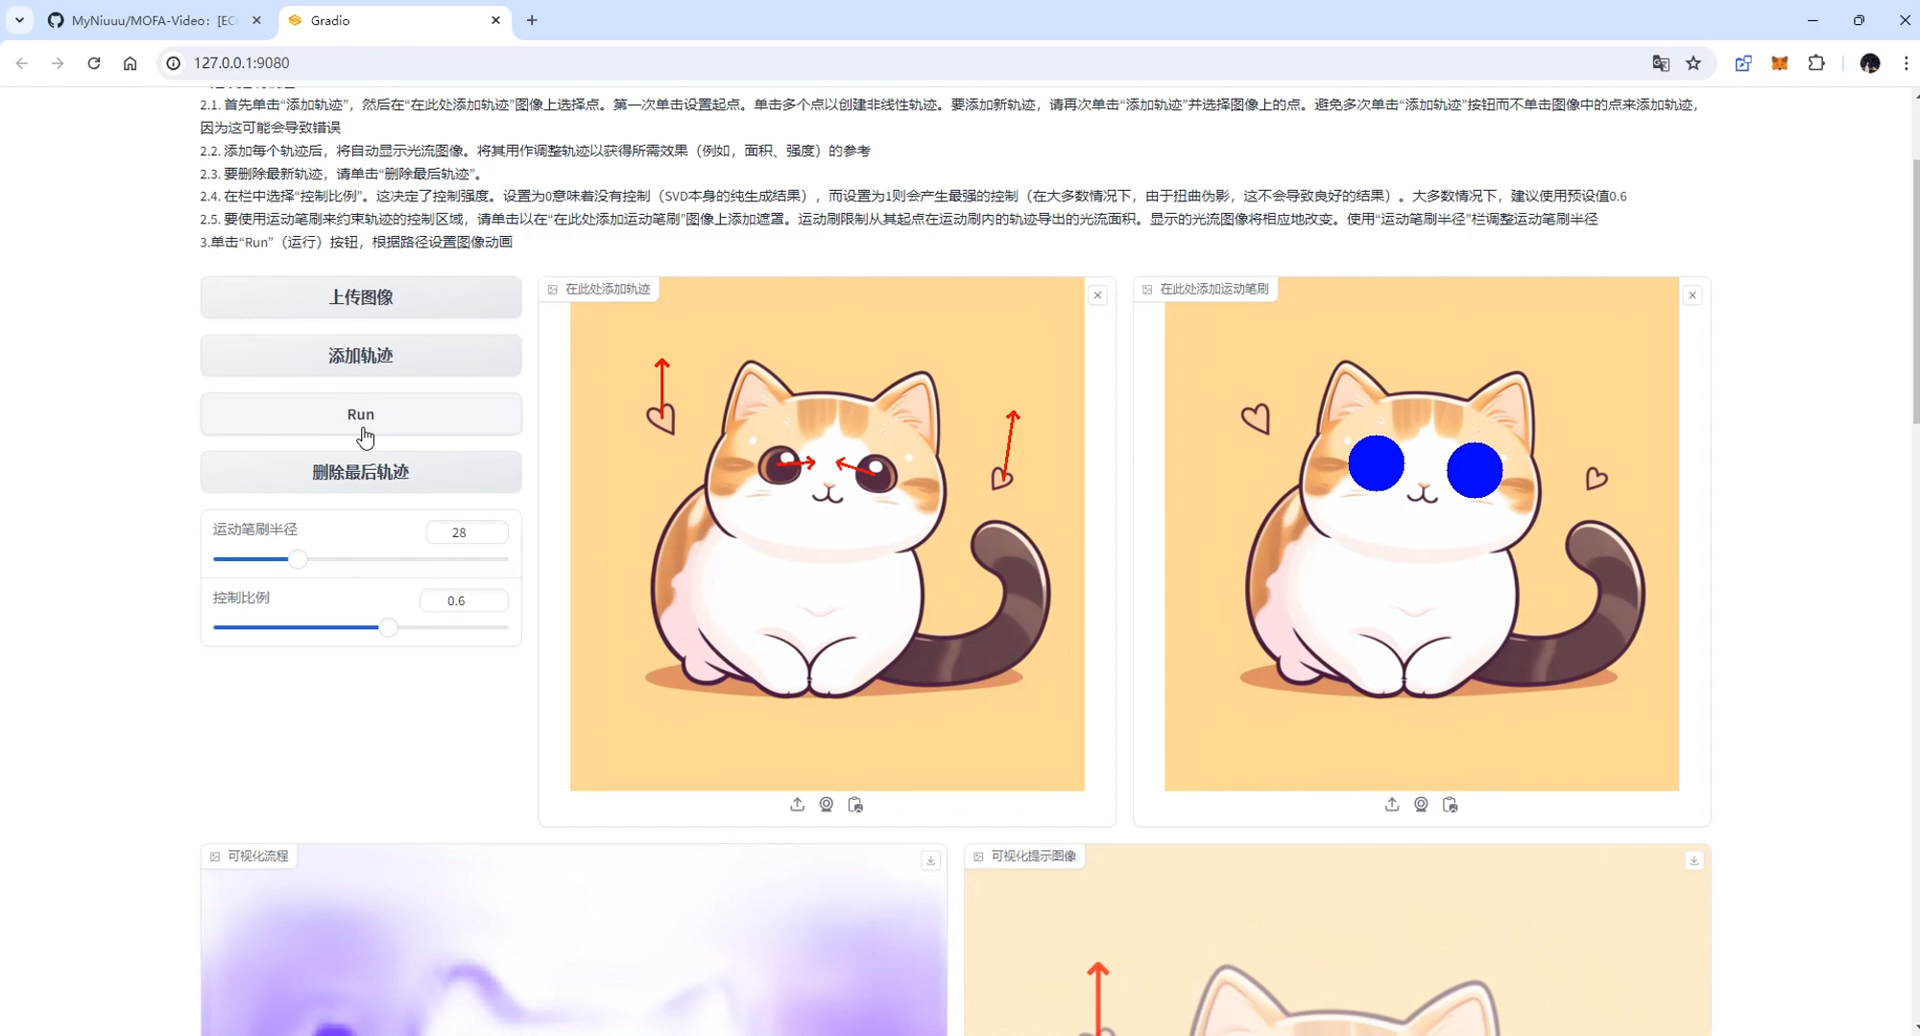 MyNiuuu/MOFA-Video: [EC
Gradio
127.0.0.1:9080
2.1. 首先单击“添加轨迹”，然后在“在此处添加轨迹”图像上选择点。第一次单击设置起点。单击多个点以创建非线性轨迹。要添加新轨迹，请再次单击“添加轨迹”并选择图像上的点。避免多次单击“添加轨迹”按钮而不单击图像中的点来添加轨迹，
因为这可能会导致错误
2.2. 添加每个轨迹后，将自动显示光流图像。将其用作调整轨迹以获得所需效果（例如，面积、强度）的参考
2.3. 要删除最新轨迹，请单击“删除最后轨迹”。
2.4. 在栏中选择“控制比例”。这决定了控制强度。设置为0意味着没有控制（SVD本身的纯生成结果），而设置为1则会产生最强的控制（在大多数情况下，由于扭曲伪影，这不会导致良好的结果）。大多数情况下，建议使用预设值0.6
2.5. 要使用运动笔刷来约束轨迹的控制区域，请单击以在“在此处添加运动笔刷”图像上添加遮罩。运动刷限制从其起点在运动刷内的轨迹导出的光流面积。显示的光流图像将相应地改变。使用“运动笔刷半径”栏调整运动笔刷半径
3.单击“Run”（运行）按钮，根据路径设置图像动画
上传图像
添加轨迹
Run
删除最后轨迹
运动笔刷半径
28
控制比例
0.6
在此处添加轨迹
在此处添加运动笔刷
可视化流程
可视化提示图像